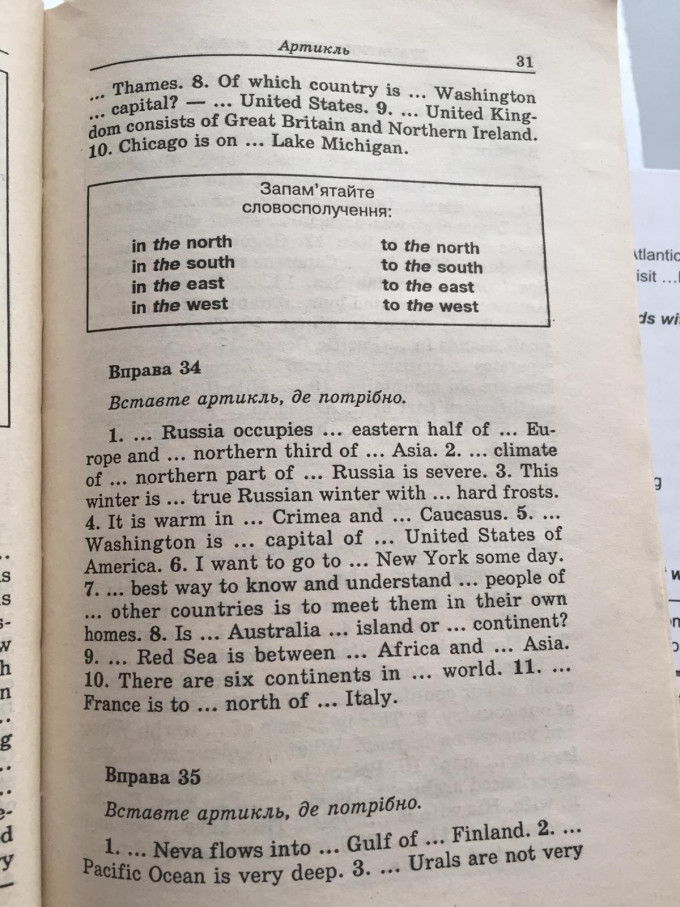 Артикль
31
... Thames. 8. Of which country is ... Washington
... capital? — ... United States. 9. ... United King-
dom consists of Great Britain and Northern Ireland.
10. Chicago is on ... Lake Michigan.
Запам'ятайте
словосполучення:
in the north
in the south
in the east
in the west
to the north
to the south
to the east
to the west
Вправа 34
Вставте артикль, де потрібно.
1. ... Russia occupies ... eastern half of ... Eu-
rope and ... northern third of ... Asia. 2. ... climate
of ... northern part of ... Russia is severe. 3. This
winter is ... true Russian winter with ... hard frosts.
4. It is warm in ... Crimea and ... Caucasus. 5. ...
Washington is ... capital of ... United States of
America. 6. I want to go to ... New York some day.
7. ... best way to know and understand ... people of
... other countries is to meet them in their own
homes. 8. Is ... Australia ... island or ... continent?
9. ... Red Sea is between ... Africa and ... Asia.
10. There are six continents in ... world. 11. ...
France is to ... north of ... Italy.
Вправа 35
Вставте артикль, де потрібно.
1. ... Neva flows into ... Gulf of ... Finland. 2. ...
Pacific Ocean is very deep. 3. ... Urals are not very
Atlantic